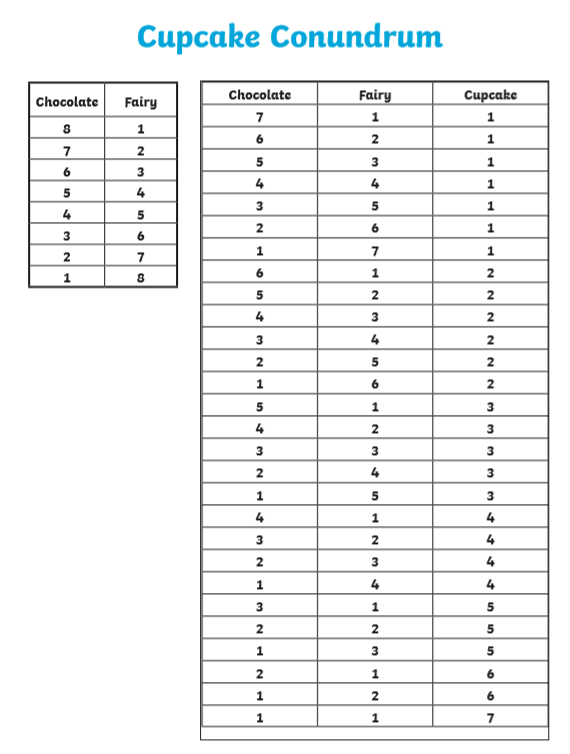 Cupcake Conundrum
Chocolate Fairy
8 1
7 2
6 3
5 4
4 5
3 6
2 7
1 8
Chocolate Fairy Cupcake
7 1 1
6 2 1
5 3 1
4 4 1
3 5 1
2 6 1
1 7 1
6 1 2
5 2 2
4 3 2
3 4 2
2 5 2
1 6 2
5 1 3
4 2 3
3 3 3
2 4 3
1 5 3
4 1 4
3 2 4
2 3 4
1 4 4
3 1 5
2 2 5
1 3 5
2 1 6
1 2 6
1 1 7